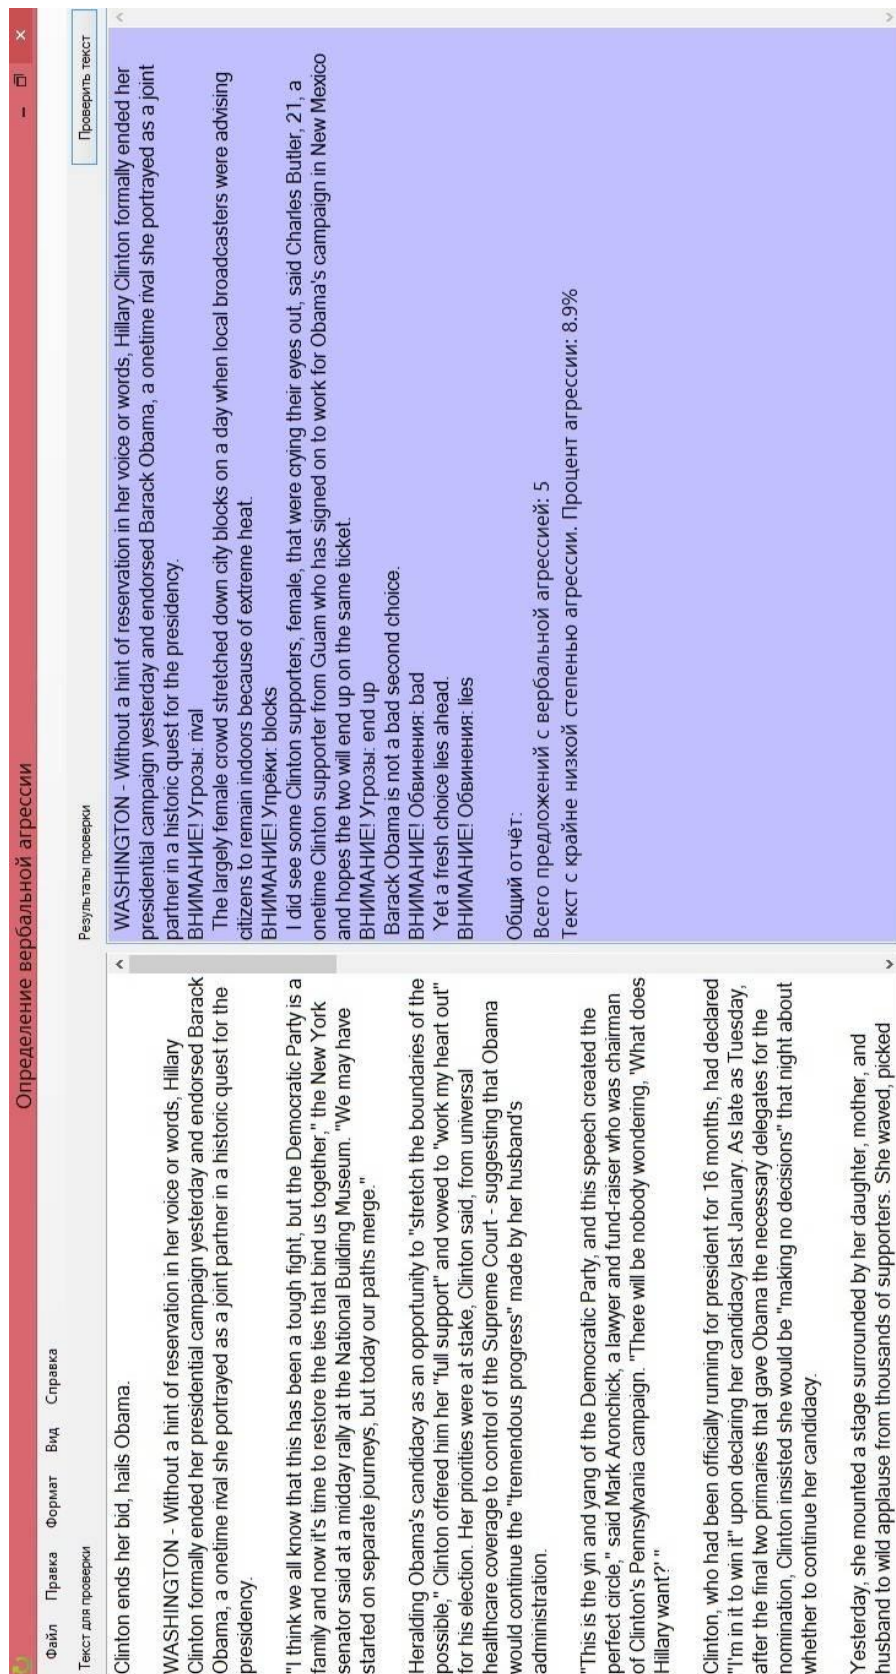 Определение вербальной агрессии
Файл Правка Формат Вид Справка
Текст для проверки
Clinton ends her bid, hails Obama.
WASHINGTON - Without a hint of reservation in her voice or words, Hillary
Clinton formally ended her presidential campaign yesterday and endorsed Barack
Obama, a onetime rival she portrayed as a joint partner in a historic quest for the
presidency.
"I think we all know that this has been a tough fight, but the Democratic Party is a
family and now it's time to restore the ties that bind us together," the New York
senator said at a midday rally at the National Building Museum. "We may have
started on separate journeys, but today our paths merge."
Heralding Obama's candidacy as an opportunity to "stretch the boundaries of the
possible," Clinton offered him her "full support" and vowed to "work my heart out"
for his election. Her priorities were at stake, Clinton said, from universal
healthcare coverage to control of the Supreme Court - suggesting that Obama
would continue the "tremendous progress" made by her husband's
administration.
"This is the yin and yang of the Democratic Party, and this speech created the
perfect circle," said Mark Aronchick, a lawyer and fund-raiser who was chairman
of Clinton's Pennsylvania campaign. "There will be nobody wondering, 'What does
Hillary want?' "
Clinton, who had been officially running for president for 16 months, had declared
"I'm in it to win it" upon declaring her candidacy last January. As late as Tuesday,
after the final two primaries that gave Obama the necessary delegates for the
nomination, Clinton insisted she would be "making no decisions" that night about
whether to continue her candidacy.
Yesterday, she mounted a stage surrounded by her daughter, mother, and
husband to wild applause from thousands of supporters. She waved, picked
Результаты проверки
Проверить текст
WASHINGTON - Without a hint of reservation in her voice or words, Hillary Clinton formally ended her
presidential campaign yesterday and endorsed Barack Obama, a onetime rival she portrayed as a joint
partner in a historic quest for the presidency.
ВНИМАНИЕ! Угрозы: rival
The largely female crowd stretched down city blocks on a day when local broadcasters were advising
citizens to remain indoors because of extreme heat.
ВНИМАНИЕ! Упрёки: blocks
I did see some Clinton supporters, female, that were crying their eyes out, said Charles Butler, 21, a
onetime Clinton supporter from Guam who has signed on to work for Obama's campaign in New Mexico
and hopes the two will end up on the same ticket.
ВНИМАНИЕ! Угрозы: end up
Barack Obama is not a bad second choice.
ВНИМАНИЕ! Обвинения: bad
Yet a fresh choice lies ahead.
ВНИМАНИЕ! Обвинения: lies
Общий отчёт:
Всего предложений с вербальной агрессией: 5
Текст с крайне низкой степенью агрессии. Процент агрессии: 8.9%